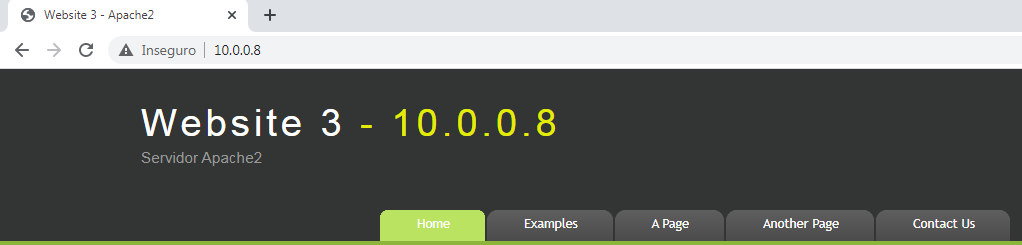 Website 3 - Apache2
Inseguro | 10.0.0.8
Website 3 - 10.0.0.8
Servidor Apache2
Home Examples A Page Another Page Contact Us